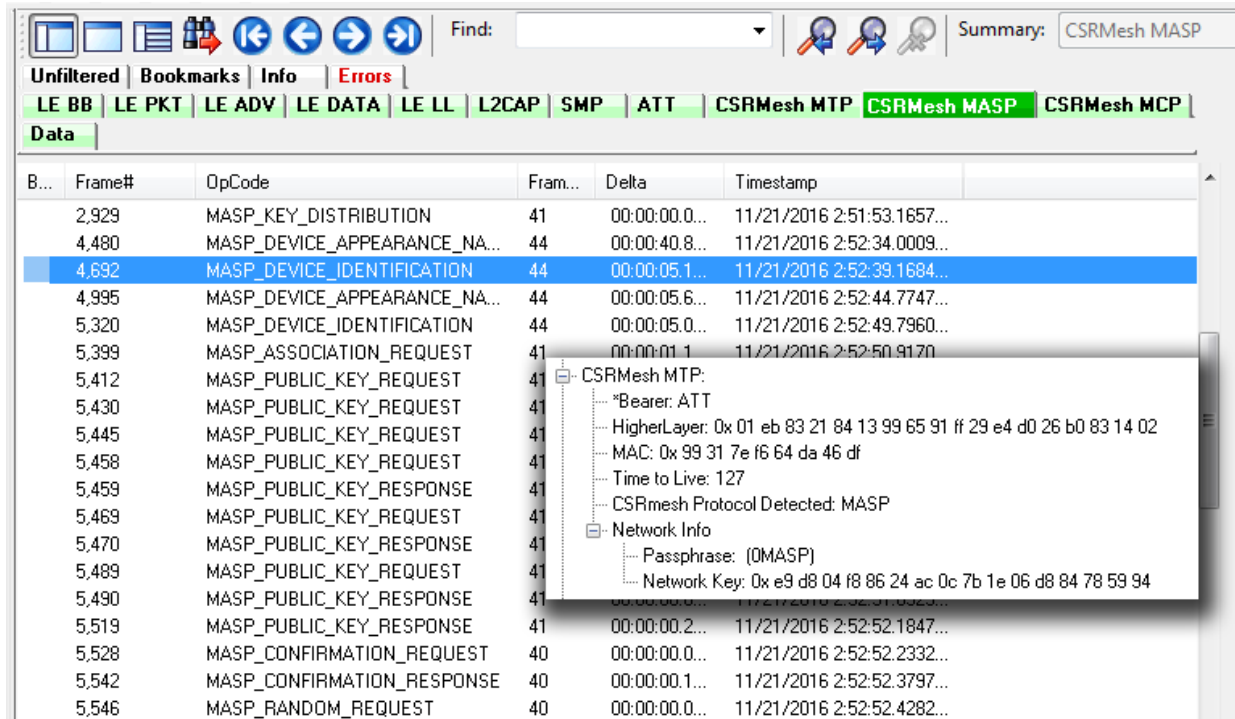 Find:
Summary: CSRMesh MASP
Unfiltered Bookmarks Info Errors
LE BB LE PKT LE ADV LE DATA LE LL L2CAP SMP ATT CSRMesh MTP CSRMesh MASP CSRMesh MCP
Data
B... Frame# OpCode Fram... Delta Timestamp
2,929 MASP_KEY_DISTRIBUTION 41 00:00:00.0... 11/21/2016 2:51:53.1657...
4,480 MASP_DEVICE_APPEARANCE_NA... 44 00:00:40.8... 11/21/2016 2:52:34.0009...
4,692 MASP_DEVICE_IDENTIFICATION 44 00:00:05.1... 11/21/2016 2:52:39.1684...
4,995 MASP_DEVICE_APPEARANCE_NA... 44 00:00:05.6... 11/21/2016 2:52:44.7747...
5,320 MASP_DEVICE_IDENTIFICATION 44 00:00:05.0... 11/21/2016 2:52:49.7960...
5,399 MASP_ASSOCIATION_REQUEST 41 00:00:01.1... 11/21/2016 2:52:50.9170
5,412 MASP_PUBLIC_KEY_REQUEST 41
5,430 MASP_PUBLIC_KEY_REQUEST 41
5,445 MASP_PUBLIC_KEY_REQUEST 41
5,458 MASP_PUBLIC_KEY_REQUEST 41
5,459 MASP_PUBLIC_KEY_RESPONSE 41
5,469 MASP_PUBLIC_KEY_REQUEST 41
5,470 MASP_PUBLIC_KEY_RESPONSE 41
5,489 MASP_PUBLIC_KEY_REQUEST 41
5,490 MASP_PUBLIC_KEY_RESPONSE 41
5,519 MASP_PUBLIC_KEY_RESPONSE 41 00:00:00.2... 11/21/2016 2:52:52.1847...
5,528 MASP_CONFIRMATION_REQUEST 40 00:00:00.0... 11/21/2016 2:52:52.2332...
5,542 MASP_CONFIRMATION_RESPONSE 40 00:00:00.1... 11/21/2016 2:52:52.3797...
5,546 MASP_RANDOM_REQUEST 40 00:00:00.0... 11/21/2016 2:52:52.4282...
CSRMesh MTP:
*Bearer: ATT
HigherLayer: 0x 01 eb 83 21 84 13 99 65 91 ff 29 e4 d0 26 b0 83 14 02
MAC: 0x 99 31 7e f6 64 da 46 df
Time to Live: 127
CSRmesh Protocol Detected: MASP
Network Info
Passphrase: (0MASP)
Network Key: 0x e9 d8 04 f8 86 24 ac 0c 7b 1e 06 d8 84 78 59 94